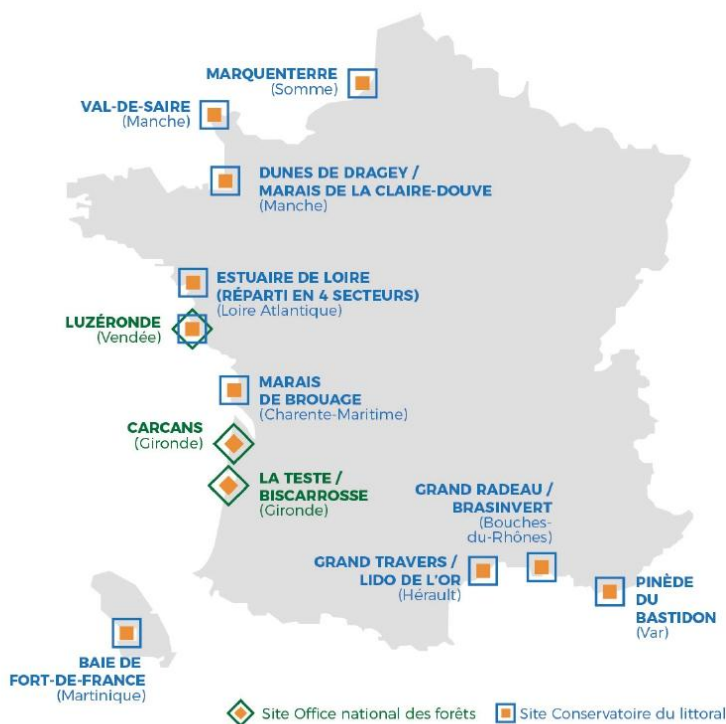 MARQUENTERRE
(Somme)
VAL-DE-SAIRE
(Manche)
DUNES DE DRAGEY /
MARAIS DE LA CLAIRE-DOUVE
(Manche)
ESTUAIRE DE LOIRE
(RÉPARTI EN 4 SECTEURS)
(Loire Atlantique)
LUZÉRONDE
(Vendée)
MARAIS
DE BROUAGE
(Charente-Maritime)
CARCANS
(Gironde)
LA TESTE /
BISCARROSSE
(Gironde)
GRAND RADEAU /
BRASINVERT
(Bouches-
du-Rhônes)
GRAND TRAVERS /
LIDO DE L'OR
(Hérault)
PINÈDE
DU
BASTIDON
(Var)
BAIE DE
FORT-DE-FRANCE
(Martinique)
Site Office national des forêts
Site Conservatoire du littoral